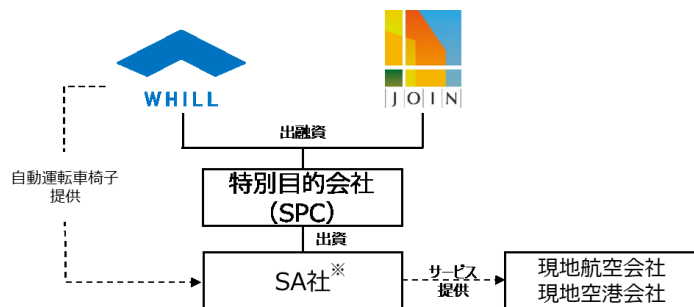 WHILL
JOIN
出融資
自動運転車椅子
提供
特別目的会社
(SPC)
出資
SA社※
サービス
提供
現地航空会社
現地空港会社